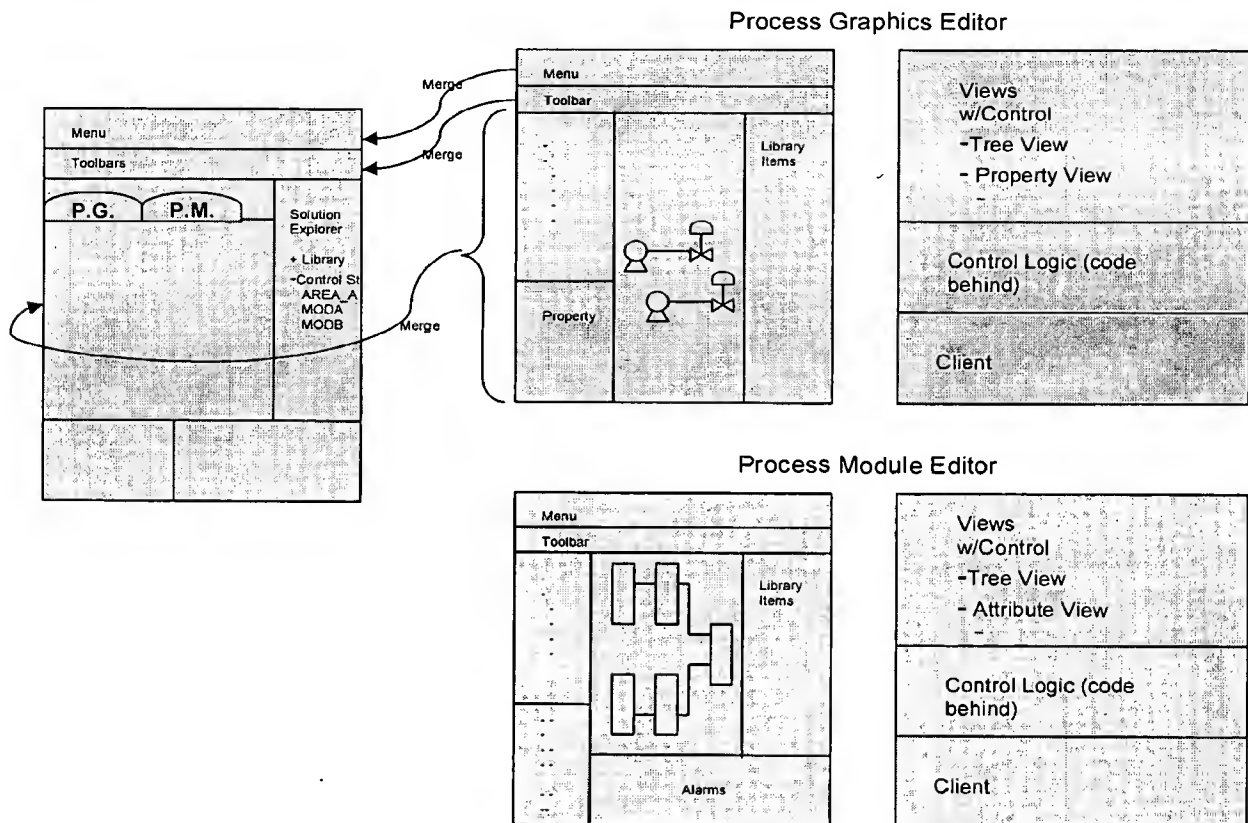 Process Graphics Editor
Menu
Toolbars
P.G.
P.M.
Solution
Explorer
+ Library
-Control St
AREA_A
MODA
MODB
Merge
Merge
Merge
Menu
Toolbar
Library
Items
Property
Views
w/Control
-Tree View
- Property View
-
Control Logic (code
behind)
Client
Process Module Editor
Menu
Toolbar
Library
Items
Alarms
Views
w/Control
-Tree View
- Attribute View
-
Control Logic (code
behind)
Client